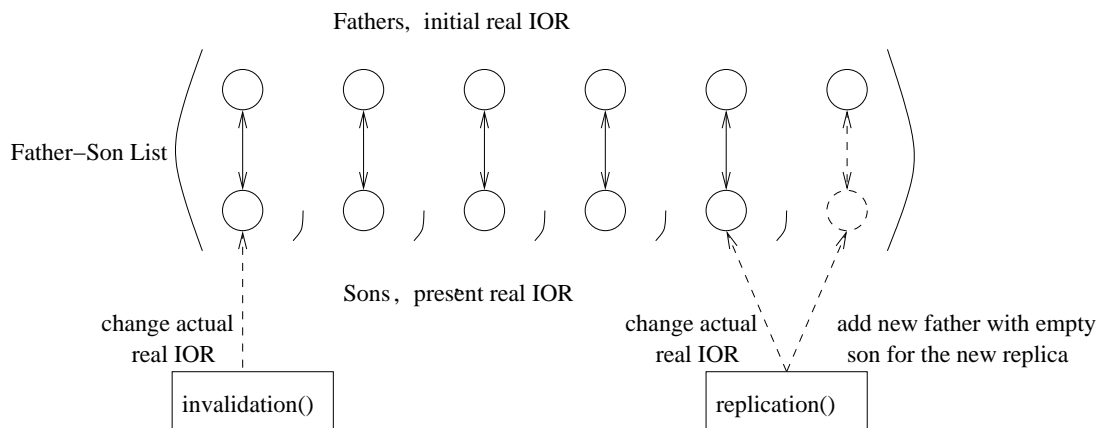 Fathers, initial real IOR
Father–Son List
, , , , ,
Sons, present real IOR
change actual
real IOR
change actual
real IOR
add new father with empty
son for the new replica
invalidation()
replication()